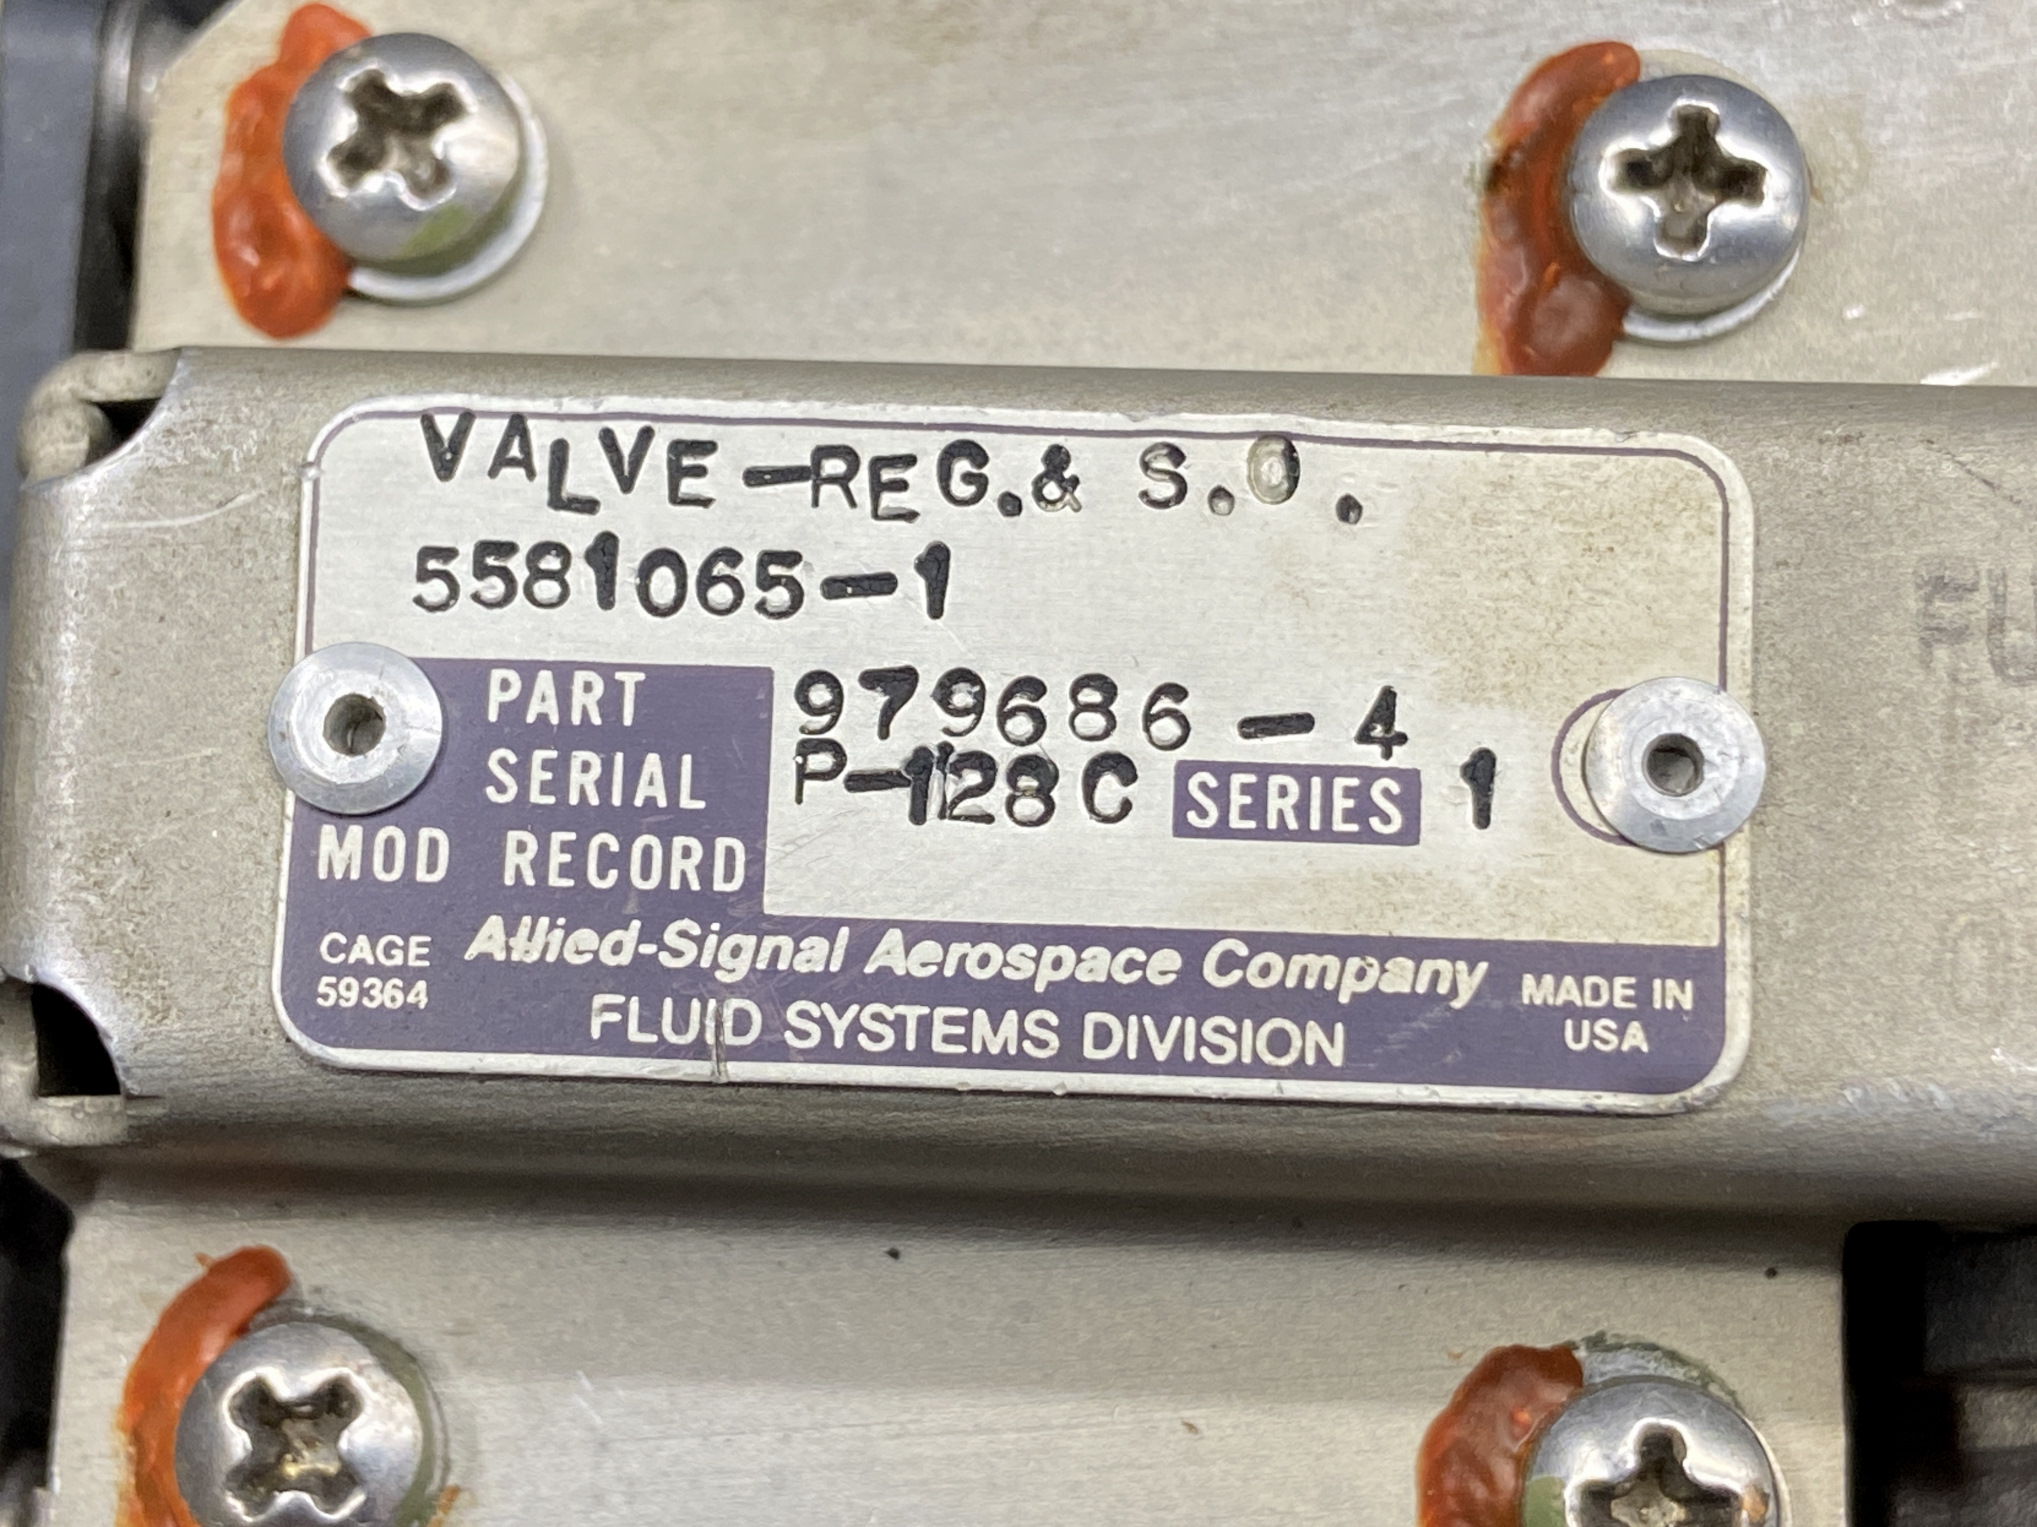 VALVE-REG.& S.O.
5581065-1
PART 979686-4
SERIAL P-128C SERIES 1
MOD RECORD
CAGE 59364
Allied-Signal Aerospace Company
FLUID SYSTEMS DIVISION
MADE IN
USA